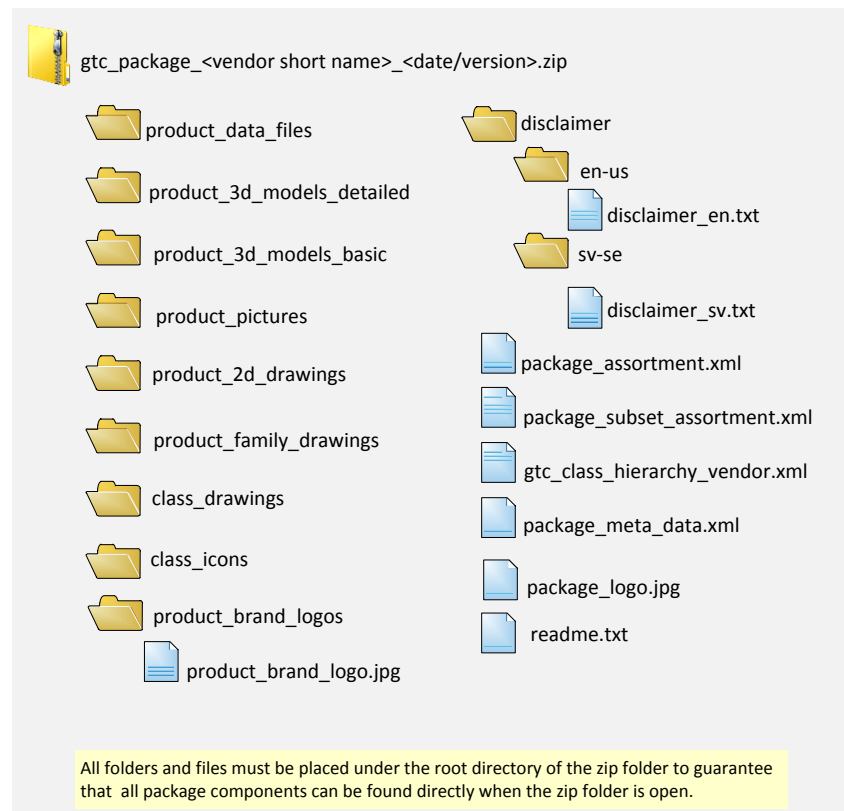 gtc_package_<vendor short name>_<date/version>.zip
product_data_files
product_3d_models_detailed
product_3d_models_basic
product_pictures
product_2d_drawings
product_family_drawings
class_drawings
class_icons
product_brand_logos
product_brand_logo.jpg
disclaimer
en-us
disclaimer_en.txt
sv-se
disclaimer_sv.txt
package_assortment.xml
package_subset_assortment.xml
gtc_class_hierarchy_vendor.xml
package_meta_data.xml
package_logo.jpg
readme.txt
All folders and files must be placed under the root directory of the zip folder to guarantee
that all package components can be found directly when the zip folder is open.